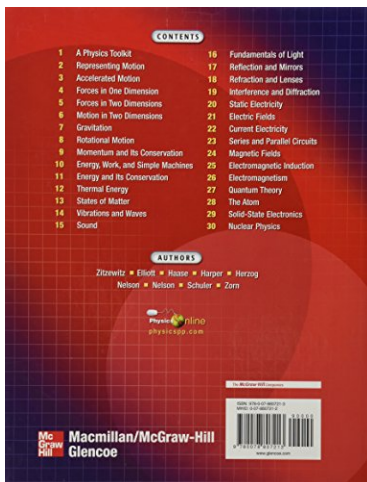 CONTENTS
1 A Physics Toolkit
2 Representing Motion
3 Accelerated Motion
4 Forces in One Dimension
5 Forces in Two Dimensions
6 Motion in Two Dimensions
7 Gravitation
8 Rotational Motion
9 Momentum and Its Conservation
10 Energy, Work, and Simple Machines
11 Energy and Its Conservation
12 Thermal Energy
13 States of Matter
14 Vibrations and Waves
15 Sound
16 Fundamentals of Light
17 Reflection and Mirrors
18 Refraction and Lenses
19 Interference and Diffraction
20 Static Electricity
21 Electric Fields
22 Current Electricity
23 Series and Parallel Circuits
24 Magnetic Fields
25 Electromagnetic Induction
26 Electromagnetism
27 Quantum Theory
28 The Atom
29 Solid-State Electronics
30 Nuclear Physics
AUTHORS
Zitzewitz ■ Elliott ■ Haase ■ Harper ■ Herzog
Nelson ■ Nelson ■ Schuler ■ Zorn
Physics Online
physicspp.com
The McGraw-Hill Companies
90000
www.glencoe.com
Mc
Graw
Hill
Macmillan/McGraw-Hill
Glencoe